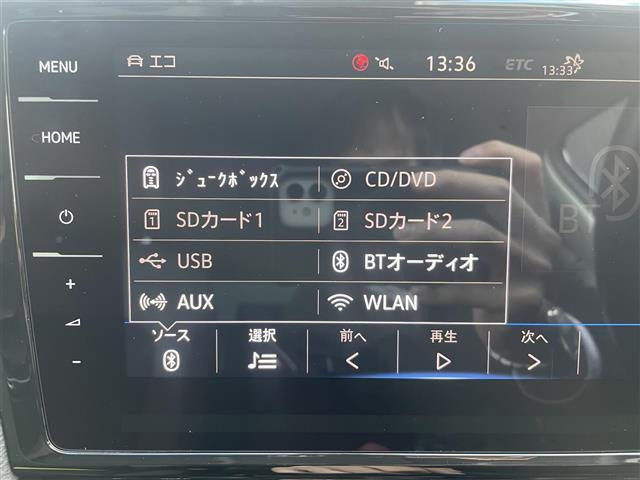 MENU
エコ
13:36
ETC
13:33
HOME
ジュークボックス
CD/DVD
SDカード1
SDカード2
USB
BTオーディオ
AUX
WLAN
BT
+
-
ソース
選択
前へ
再生
次へ